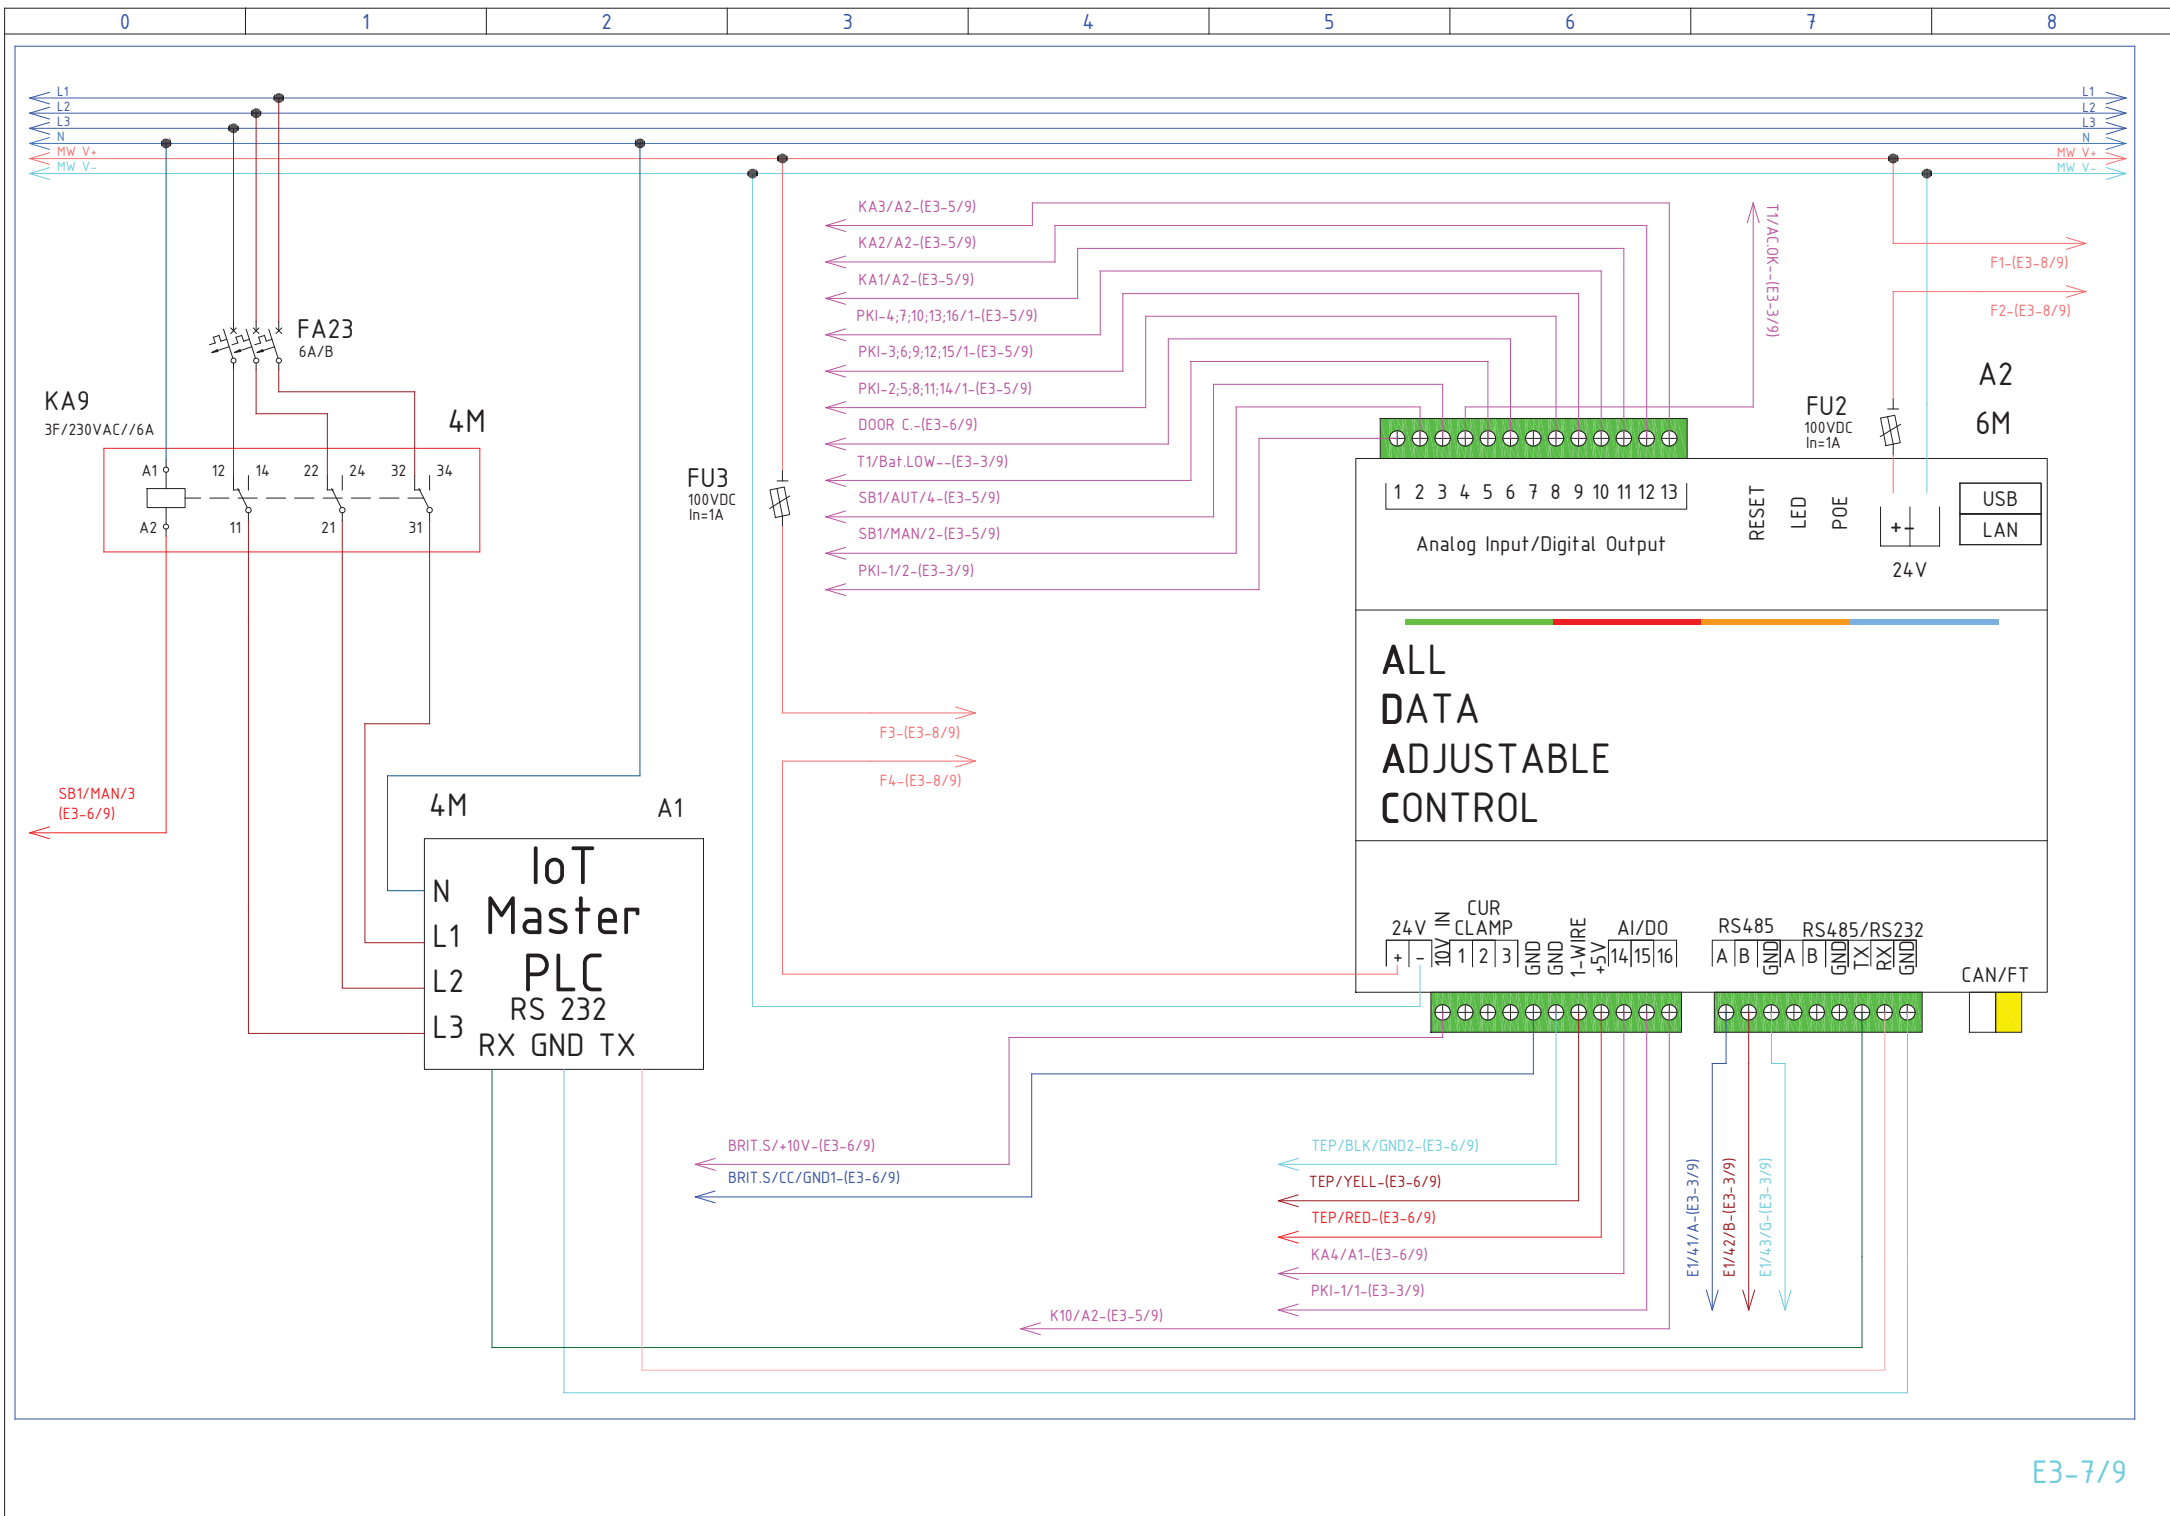 0 1 2 3 4 5 6 7 8
L1 L1
L2 L2
L3 L3
N N
MW V+ MW V+
MW V- MW V-
KA3/A2-(E3-5/9)
KA2/A2-(E3-5/9)
KA1/A2-(E3-5/9)
PKI-4;7;10;13;16/1-(E3-5/9)
PKI-3;6;9;12;15/1-(E3-5/9)
PKI-2;5;8;11;14/1-(E3-5/9)
DOOR C.-(E3-6/9)
T1/Bat.LOW--(E3-3/9)
SB1/AUT/4-(E3-5/9)
SB1/MAN/2-(E3-5/9)
PKI-1/2-(E3-3/9)
T1/AC.OK--(E3-3/9)
F1-(E3-8/9)
F2-(E3-8/9)
FA23
6A/B
KA9
3F/230VAC//6A
4M
A1 12 14 22 24 32 34
A2 11 21 31
SB1/MAN/3
(E3-6/9)
FU3
100VDC
In=1A
F3-(E3-8/9)
F4-(E3-8/9)
FU2
100VDC
In=1A
A2
6M
1 2 3 4 5 6 7 8 9 10 11 12 13
Analog Input/Digital Output
RESET
LED
POE
+ -
24V
USB
LAN
ALL
DATA
ADJUSTABLE
CONTROL
4M A1
IoT
Master
PLC
RS 232
RX GND TX
N
L1
L2
L3
24V
+ -
10V IN
CUR
CLAMP
1 2 3
GND
GND
1-WIRE
+5V
AI/DO
14 15 16
RS485
A B GND
RS485/RS232
A B GND TX RX GND
CAN/FT
BRIT.S/+10V-(E3-6/9)
BRIT.S/CC/GND1-(E3-6/9)
TEP/BLK/GND2-(E3-6/9)
TEP/YELL-(E3-6/9)
TEP/RED-(E3-6/9)
KA4/A1-(E3-6/9)
PKI-1/1-(E3-3/9)
K10/A2-(E3-5/9)
E1/41/A-(E3-3/9)
E1/42/B-(E3-3/9)
E1/43/G-(E3-3/9)
E3-7/9